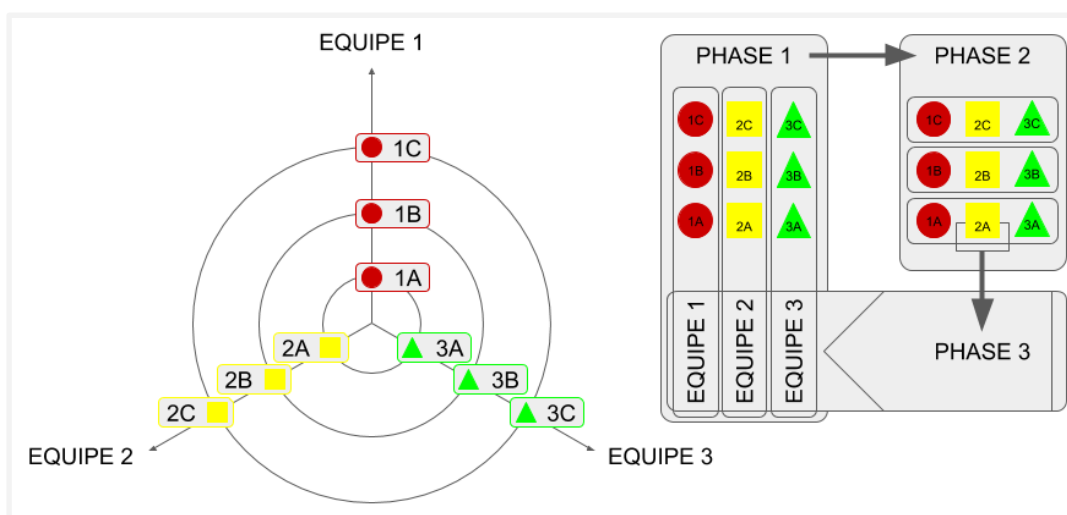 EQUIPE 1
1C
1B
1A
2A
3A
2B
3B
2C
3C
EQUIPE 2
EQUIPE 3
PHASE 1
PHASE 2
1C 2C 3C
1B 2B 3B
1A 2A 3A
EQUIPE 1
EQUIPE 2
EQUIPE 3
1C 2C 3C
1B 2B 3B
1A 2A 3A
PHASE 3